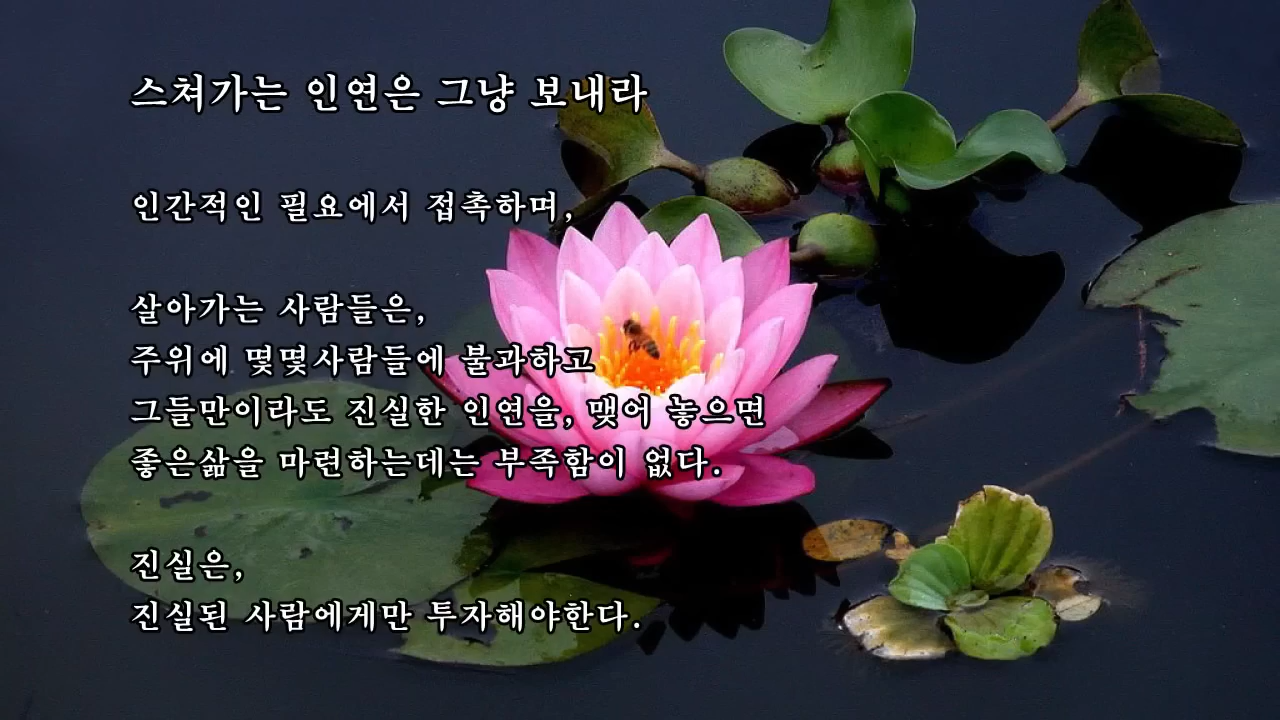 스쳐가는 인연은 그냥 보내라
인간적인 필요에서 접촉하며,
살아가는 사람들은,
주위에 몇몇사람들에 불과하고
그들만이라도 진실한 인연을, 맺어 놓으면
좋은삶을 마련하는데는 부족함이 없다.
진실은,
진실된 사람에게만 투자해야한다.